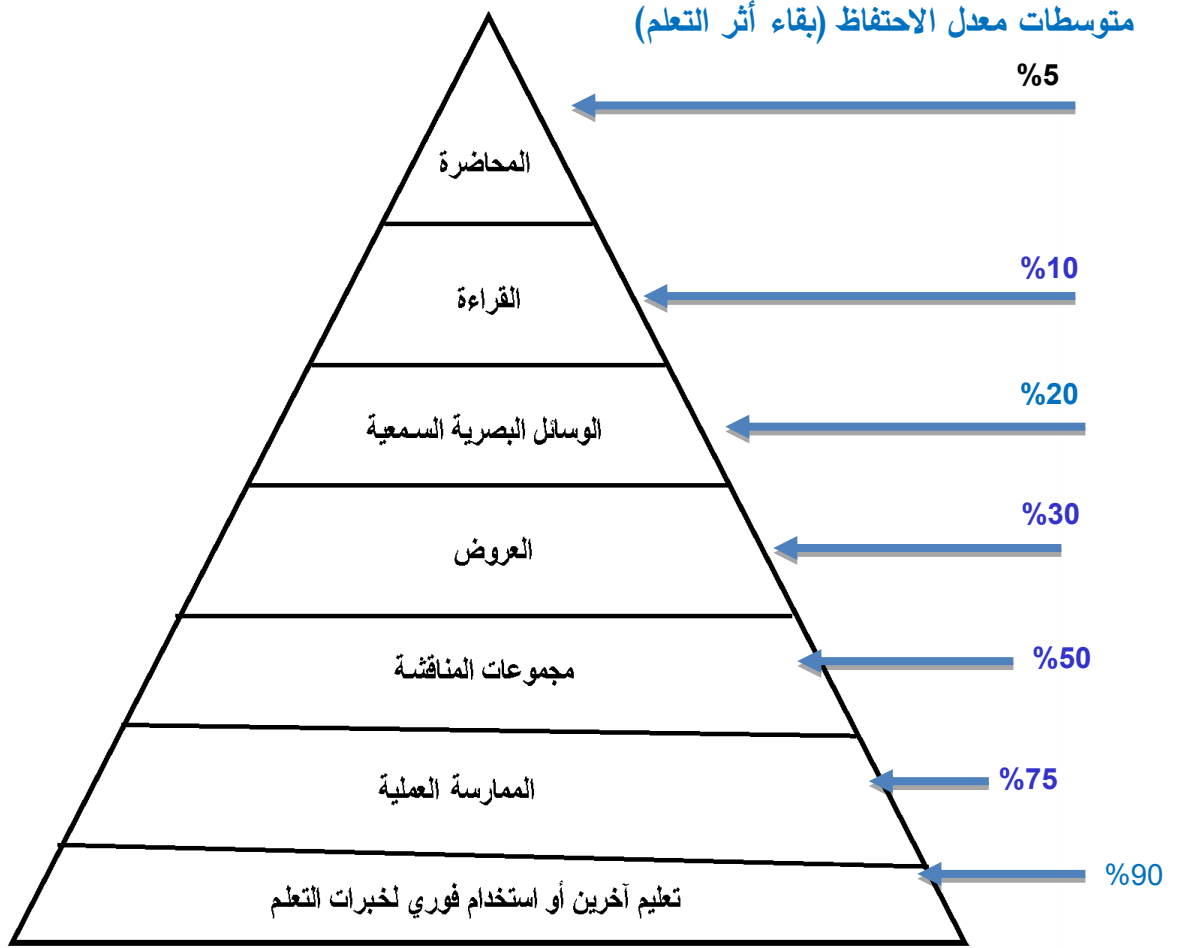 متوسطات معدل الاحتفاظ (بقاء أثر التعلم)
%5
المحاضرة
%10
القراءة
%20
الوسائل البصرية السمعية
%30
العروض
%50
مجموعات المناقشة
%75
الممارسة العملية
%90
تعليم آخرين أو استخدام فوري لخبرات التعلم